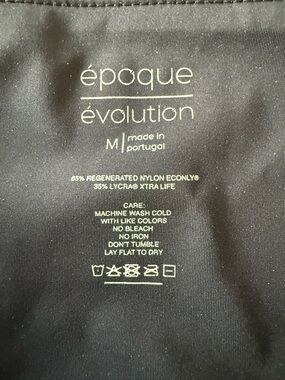 époque
évolution
M | made in
portugal
65% REGENERATED NYLON ECONLY®
35% LYCRA® XTRA LIFE
CARE:
MACHINE WASH COLD
WITH LIKE COLORS
NO BLEACH
NO IRON
DON'T TUMBLE
LAY FLAT TO DRY